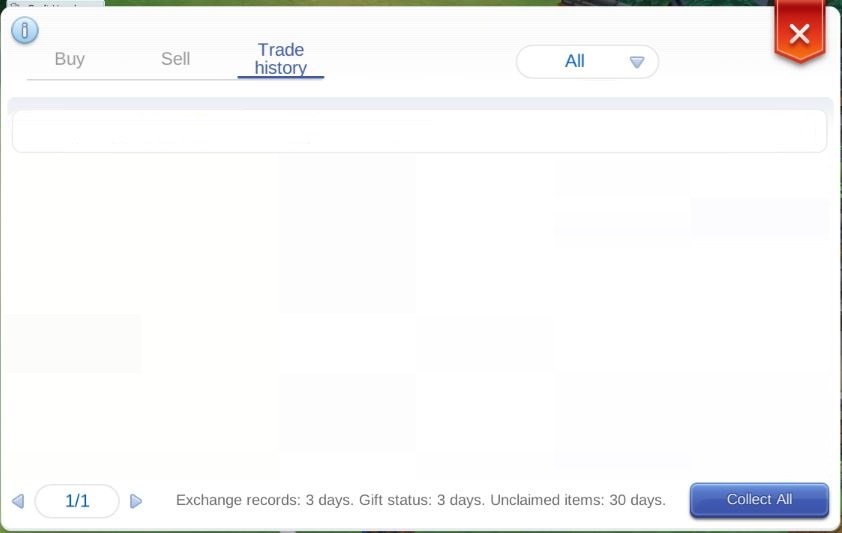 Buy
Sell
Trade
history
All
1/1
Exchange records: 3 days. Gift status: 3 days. Unclaimed items: 30 days.
Collect All